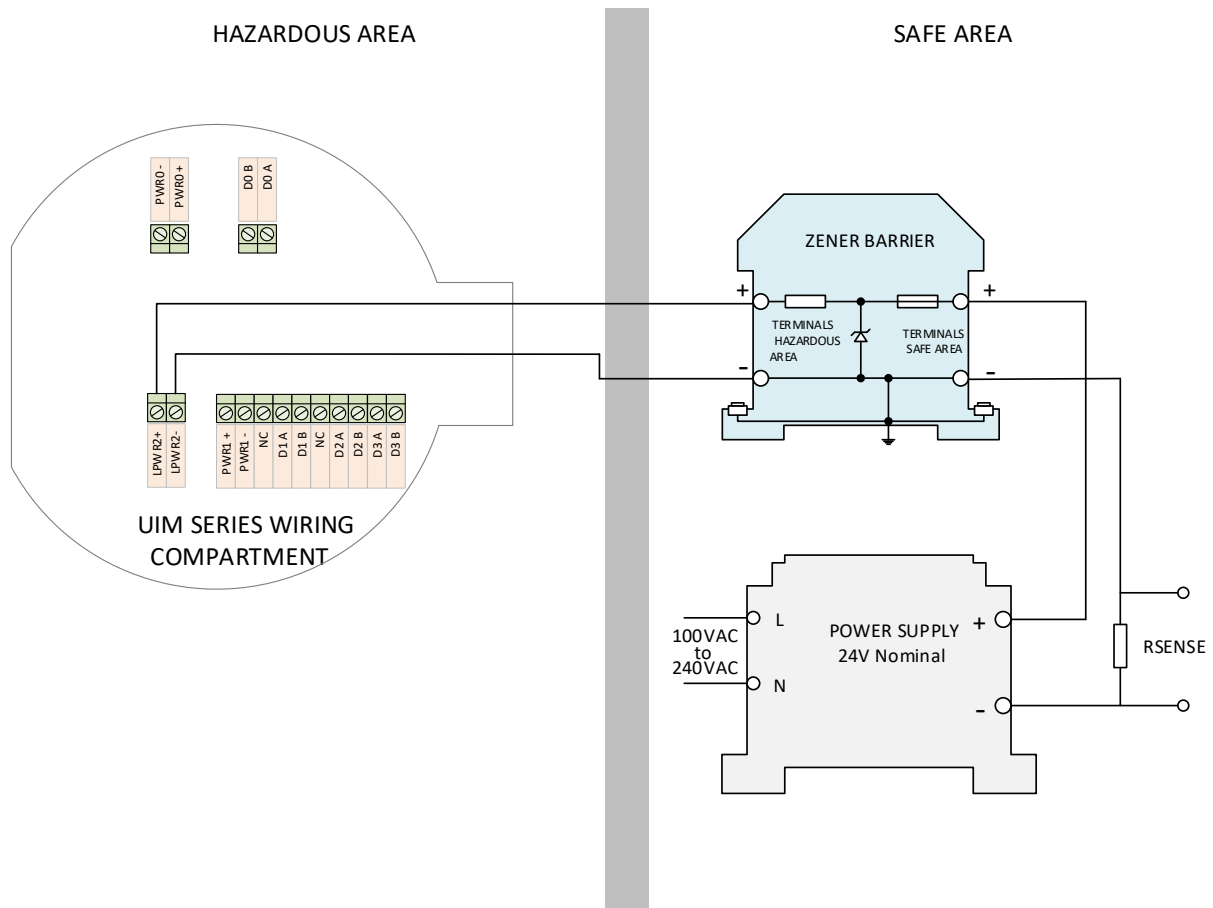 HAZARDOUS AREA
SAFE AREA
PWR0 -
PWR0 +
D0 B
D0 A
ZENER BARRIER
+
+
TERMINALS
HAZARDOUS
AREA
TERMINALS
SAFE AREA
-
-
LPWR2+
LPWR2-
PWR1 +
PWR1 -
NC
D1 A
D1 B
NC
D2 A
D2 B
D3 A
D3 B
UIM SERIES WIRING
COMPARTMENT
100VAC
to
240VAC
L
N
POWER SUPPLY
24V Nominal
+
-
RSENSE